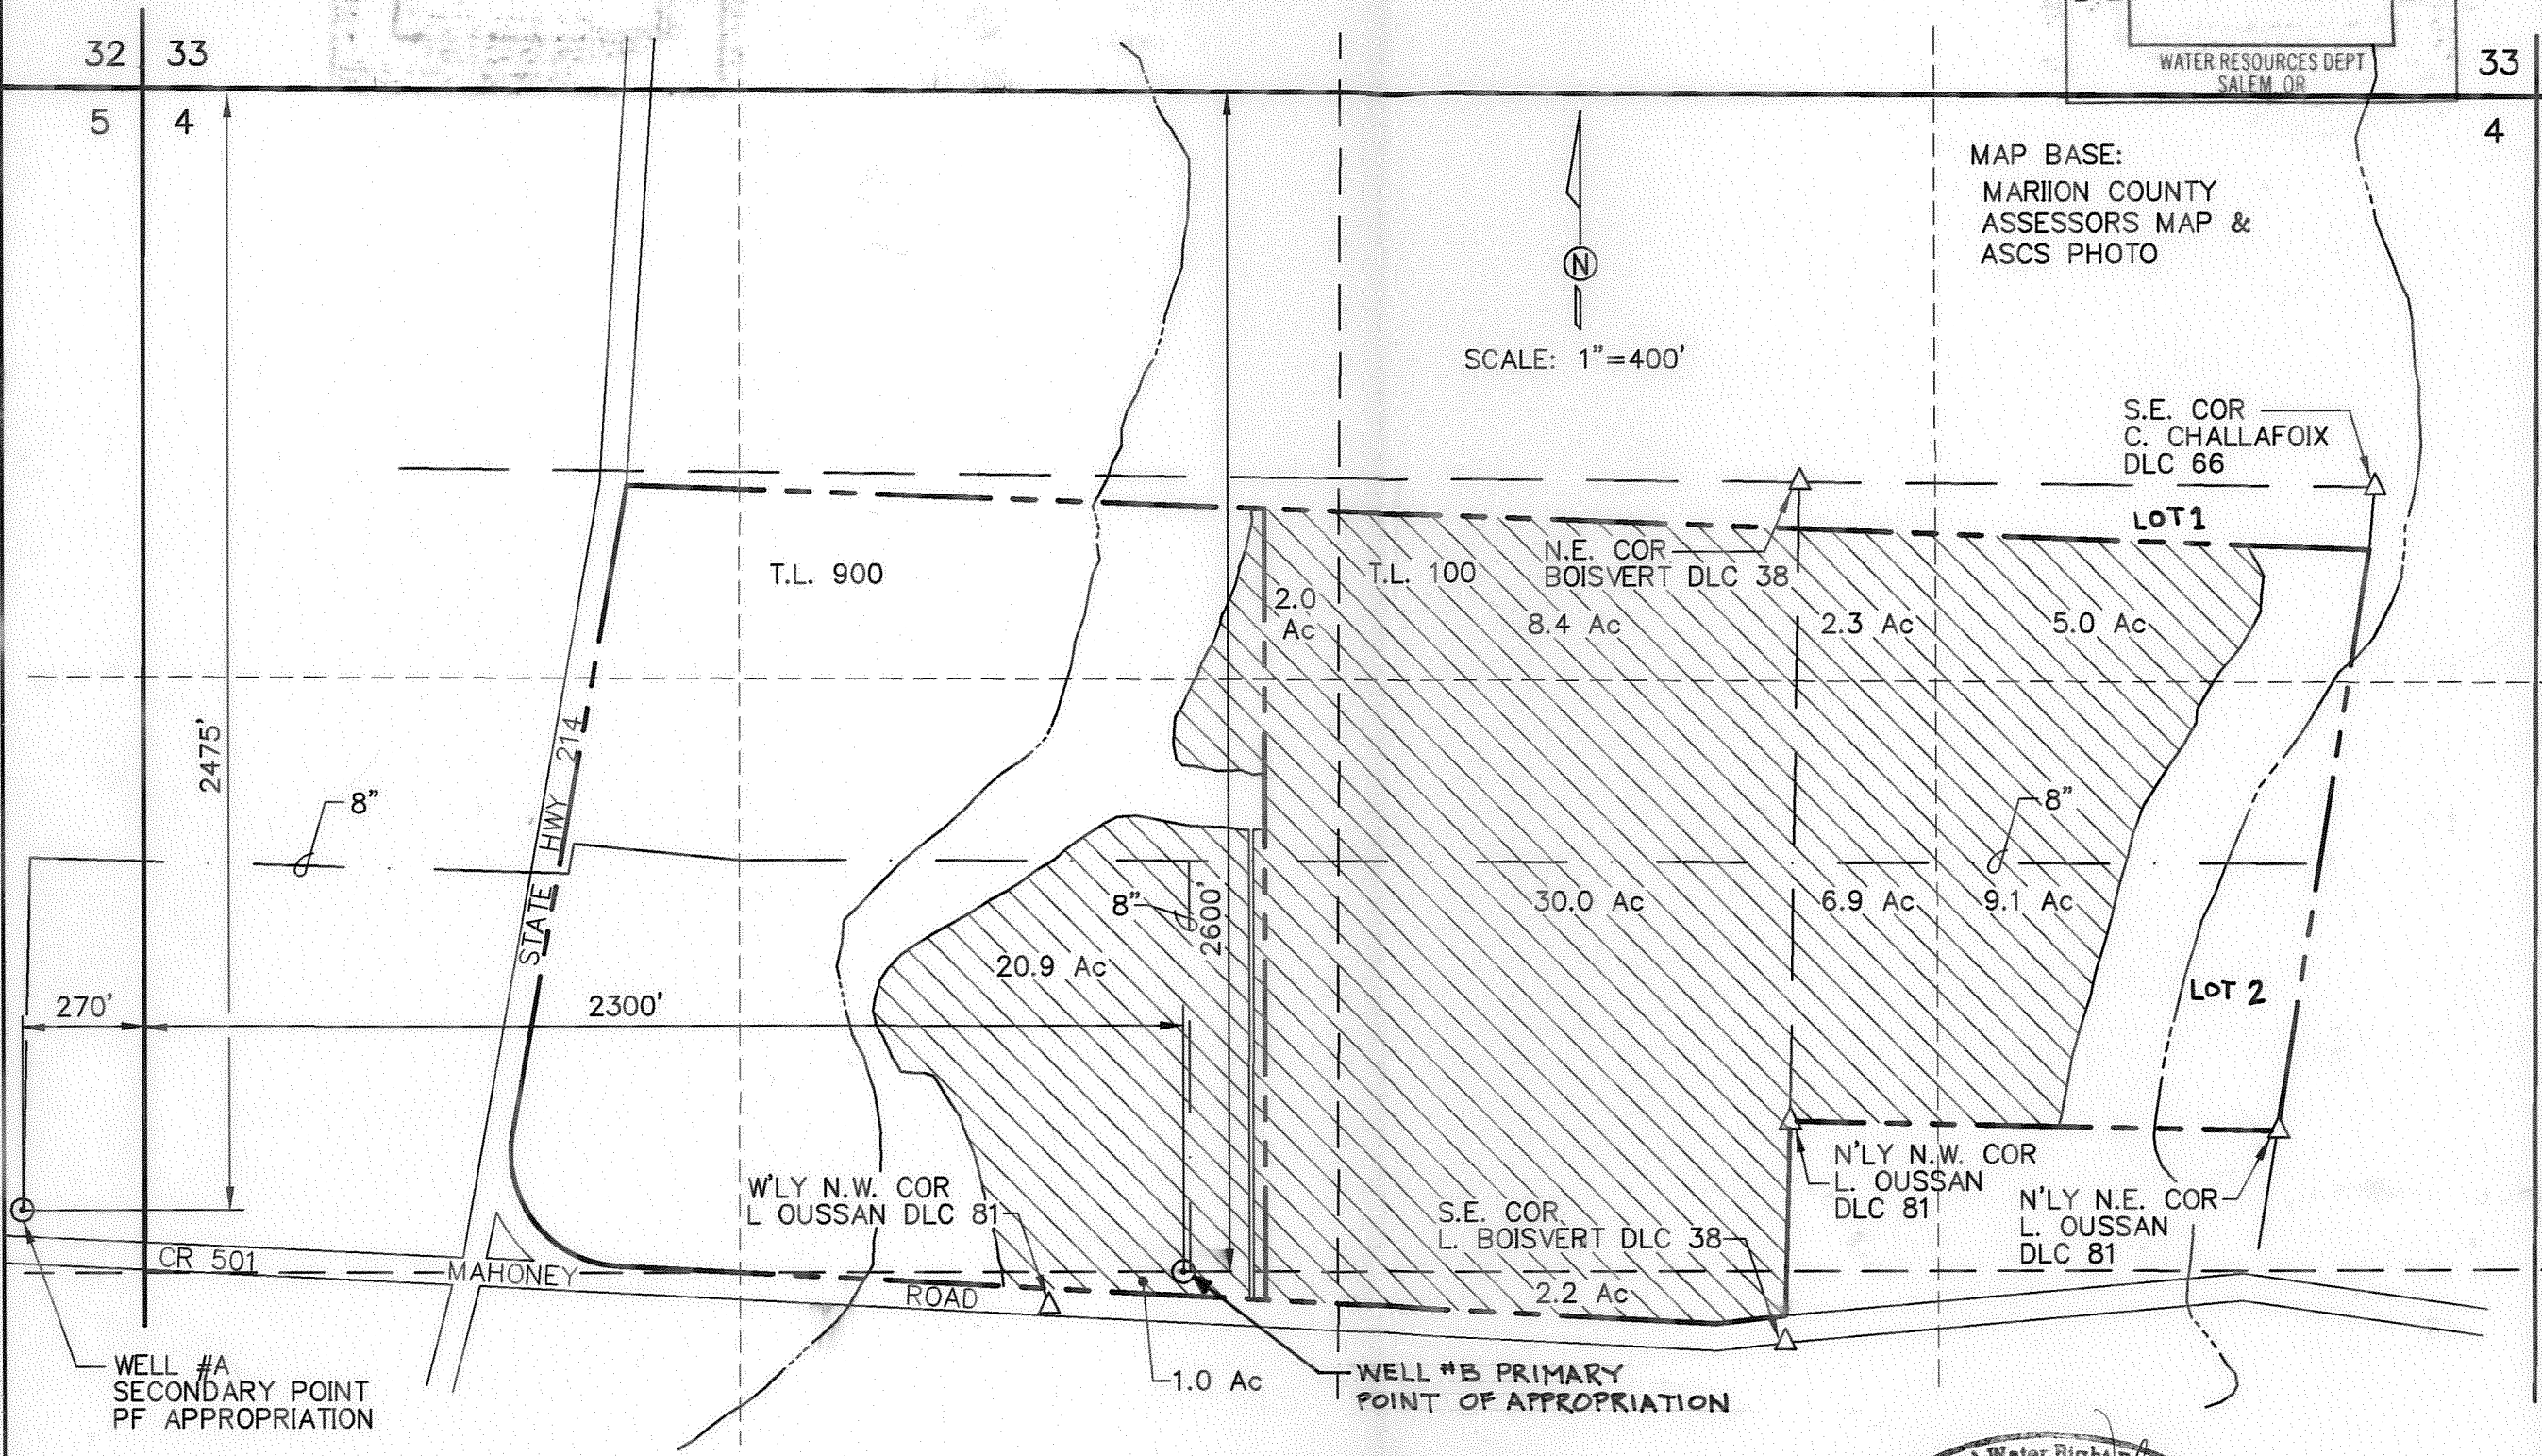 32 33
5 4
WATER RESOURCES DEPT
SALEM, OR
33
4
MAP BASE:
MARIION COUNTY
ASSESSORS MAP &
ASCS PHOTO
N
SCALE: 1"=400'
S.E. COR
C. CHALLAFOIX
DLC 66
LOT 1
N.E. COR
BOISVERT DLC 38
T.L. 900
T.L. 100
2.0
Ac
8.4 Ac
2.3 Ac
5.0 Ac
2475'
STATE HWY 214
8"
8"
8"
2600'
30.0 Ac
6.9 Ac
9.1 Ac
20.9 Ac
LOT 2
270'
2300'
W'LY N.W. COR
L OUSSAN DLC 81
S.E. COR
L. BOISVERT DLC 38
N'LY N.W. COR
L. OUSSAN
DLC 81
N'LY N.E. COR
L. OUSSAN
DLC 81
CR 501
MAHONEY
ROAD
2.2 Ac
1.0 Ac
WELL #A
SECONDARY POINT
PF APPROPRIATION
WELL #B PRIMARY
POINT OF APPROPRIATION
Water Right